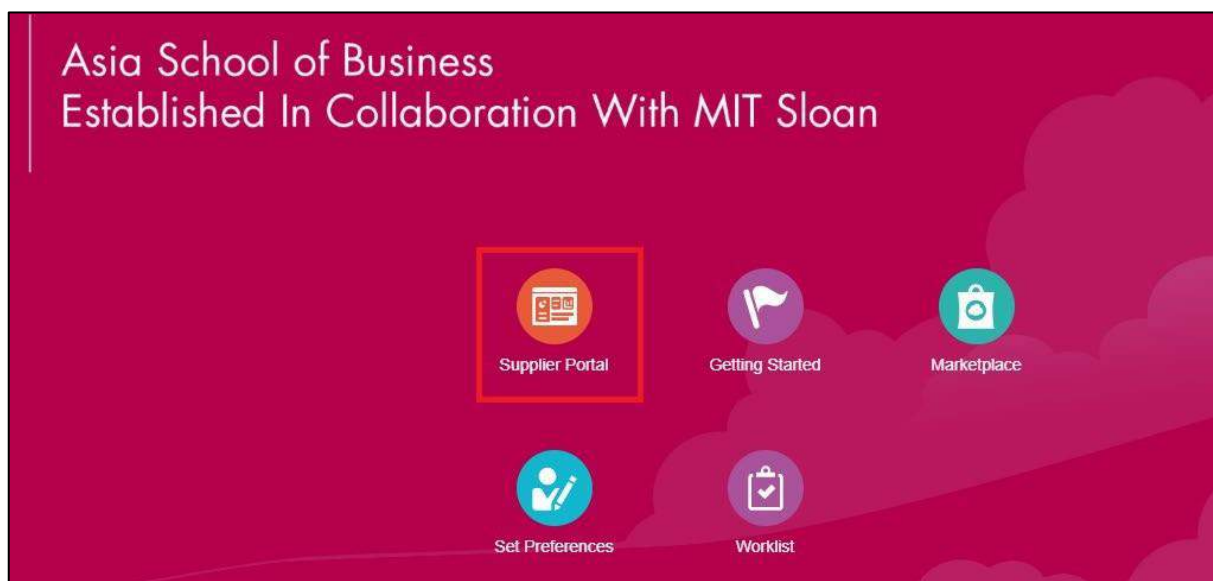 Asia School of Business
Established In Collaboration With MIT Sloan
Supplier Portal
Getting Started
Marketplace
Set Preferences
Worklist